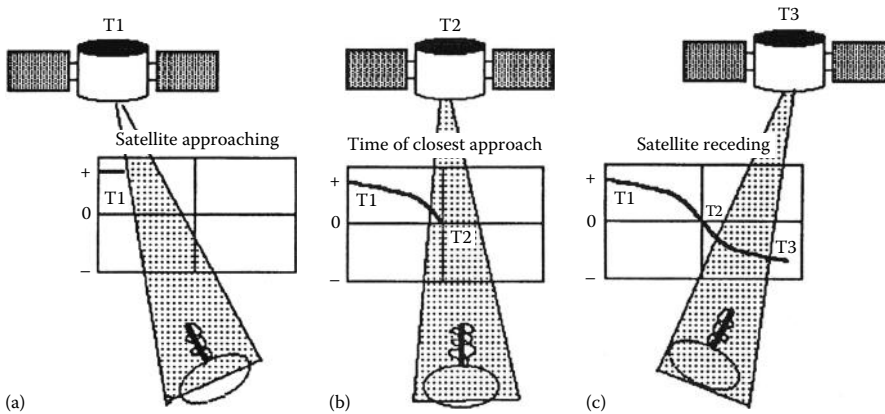 T1
T2
T3
Satellite approaching
+
T1
0
–
Time of closest approach
+
T1
0
T2
–
Satellite receding
+
T1
T2
0
T3
–
(a)
(b)
(c)